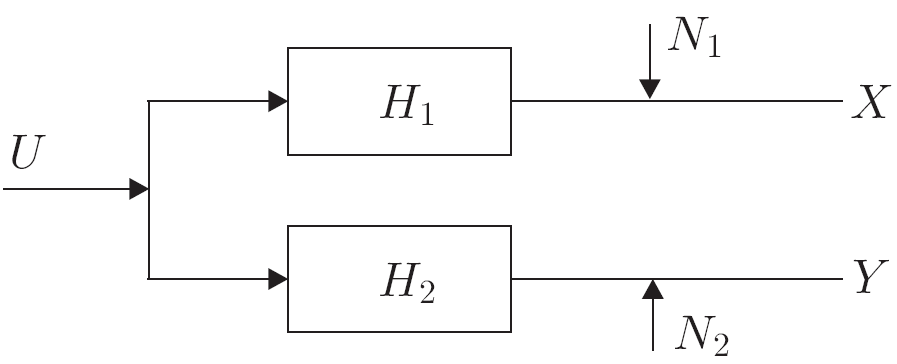 N₁
H₁
X
U
H₂
Y
N₂